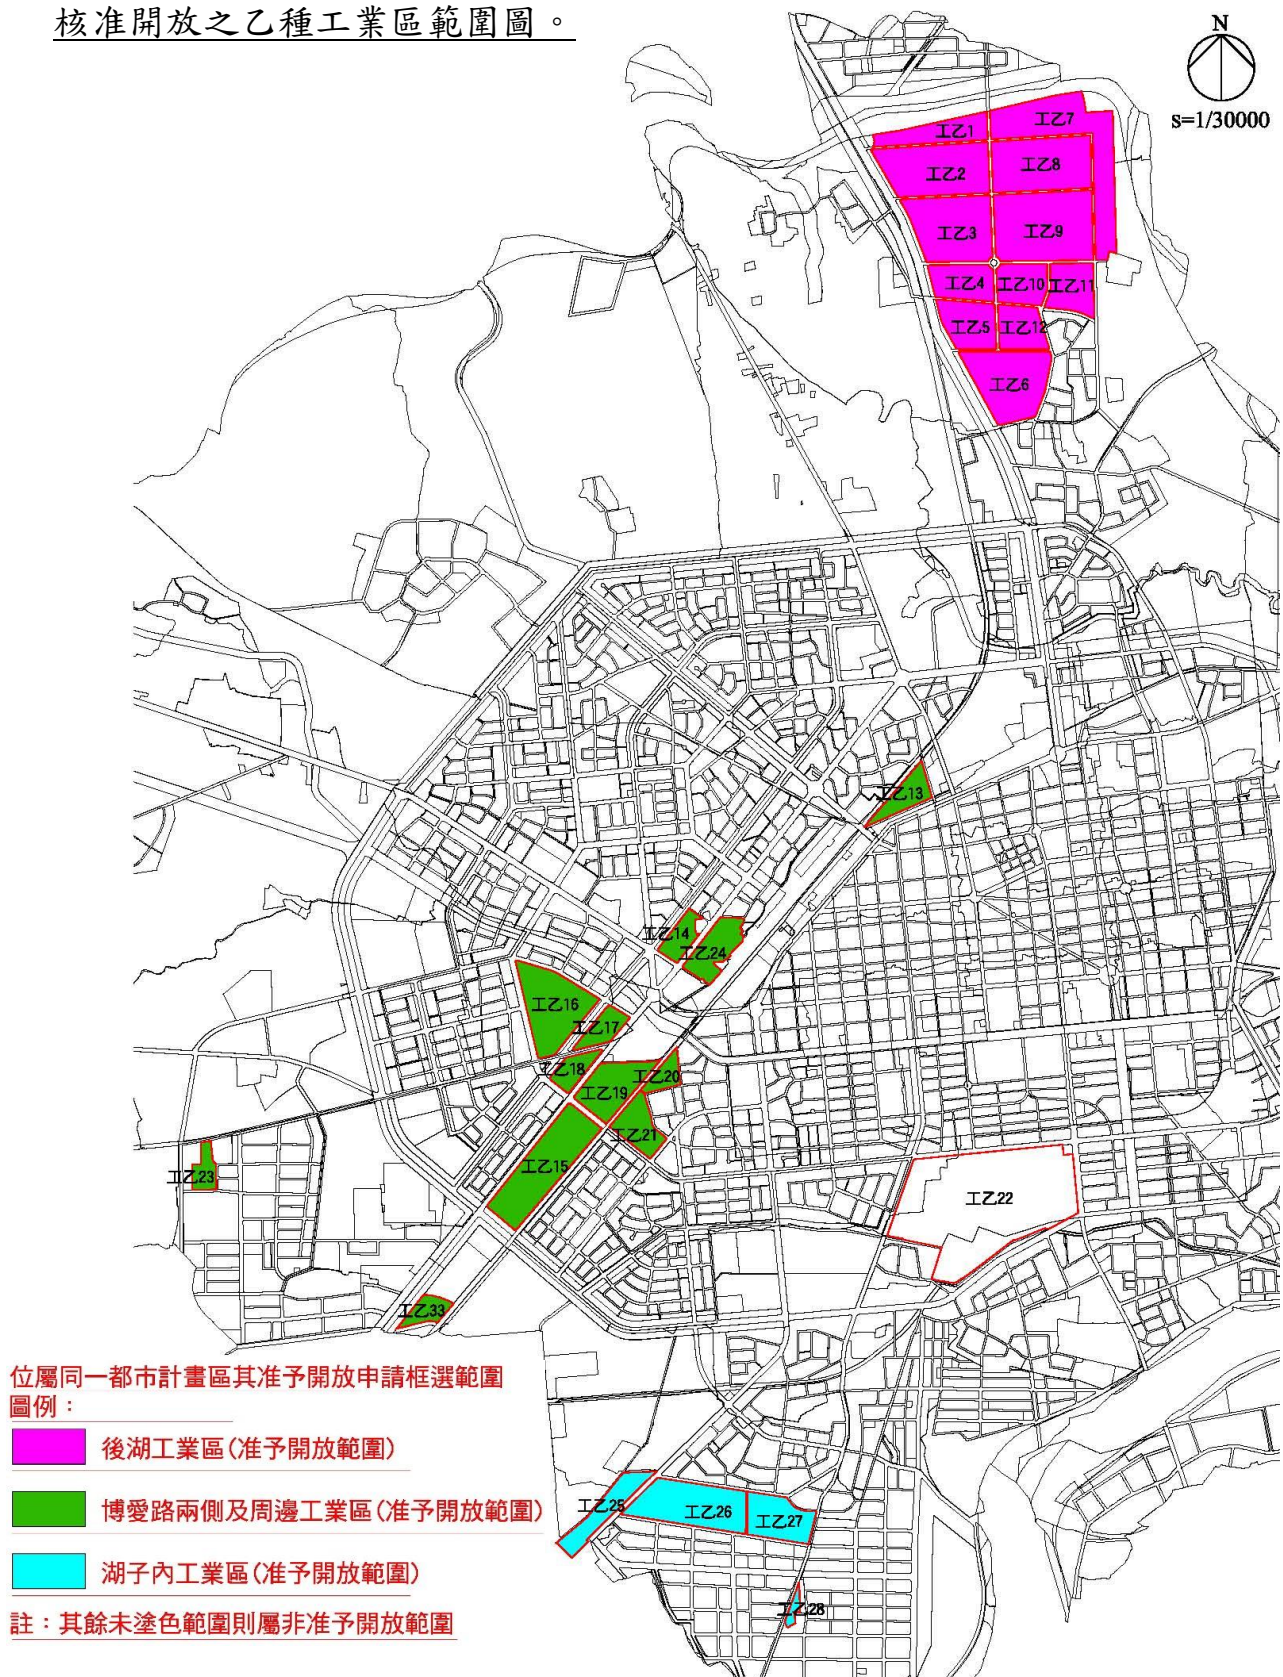 核准開放之乙種工業區範圍圖。
N
s=1/30000
工乙7
工乙1
工乙8
工乙2
工乙3
工乙9
工乙4
工乙10
工乙11
工乙5
工乙12
工乙6
工乙13
工乙14
工乙24
工乙16
工乙17
工乙18
工乙20
工乙19
工乙21
工乙15
工乙23
工乙22
工乙33
位屬同一都市計畫區其准予開放申請框選範圍
圖例：
後湖工業區(准予開放範圍)
博愛路兩側及周邊工業區(准予開放範圍)
湖子內工業區(准予開放範圍)
註：其餘未塗色範圍則屬非准予開放範圍
工乙25
工乙26
工乙27
工乙28